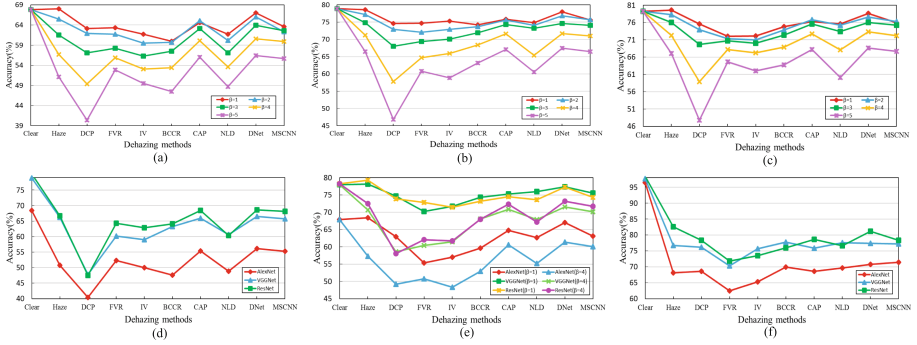 69
64
59
54
49
44
39
Accuracy(%)
Clear Haze DCP FVR IV BCCR CAP NLD DNet MSCNN
Dehazing methods
β=1 β=2
β=3 β=4
β=5
(a)
80
75
70
65
60
55
50
45
Accuracy(%)
Clear Haze DCP FVR IV BCCR CAP NLD DNet MSCNN
Dehazing methods
β=1 β=2
β=3 β=4
β=5
(b)
81
76
71
66
61
56
51
46
Accuracy(%)
Clear Haze DCP FVR IV BCCR CAP NLD DNet MSCNN
Dehazing methods
β=1 β=2
β=3 β=4
β=5
(c)
75
70
65
60
55
50
45
40
Accuracy(%)
Clear Haze DCP FVR IV BCCR CAP NLD DNet MSCNN
Dehazing methods
AlexNet
VGGNet
ResNet
(d)
80
75
70
65
60
55
50
45
Accuracy(%)
Clear Haze DCP FVR IV BCCR CAP NLD DNet MSCNN
Dehazing methods
AlexNet(β=1) AlexNet(β=4)
VGGNet(β=1) VGGNet(β=4)
ResNet(β=1) ResNet(β=4)
(e)
95
90
85
80
75
70
65
60
Accuracy(%)
Clear Haze DCP FVR IV BCCR CAP NLD DNet MSCNN
Dehazing methods
AlexNet
VGGNet
ResNet
(f)